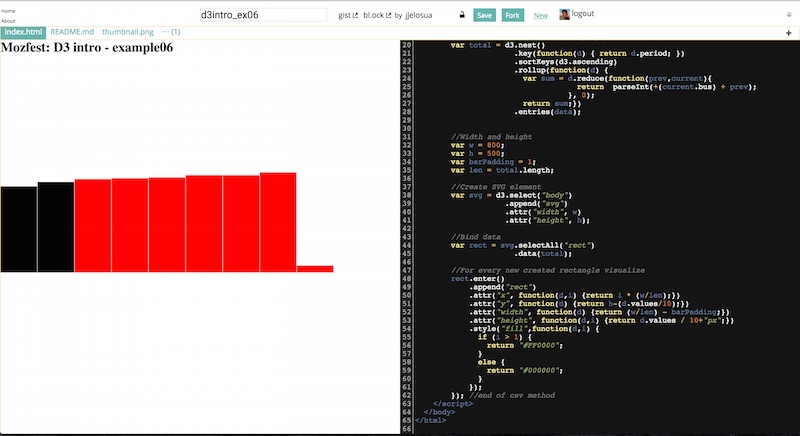 Home
About
d3intro_ex06
gist bl.ock by jjelosua
Save
Fork
New
logout
index.html README.md thumbnail.png ··· (1)
+
Mozfest: D3 intro - example06
20 var total = d3.nest()
21 .key(function(d) { return d.period; })
22 .sortKeys(d3.ascending)
23 .rollup(function(d) {
24 var sum = d.reduce(function(prev,current){
25 return parseInt(+(current.bus) + prev);
26 }, 0);
27 return sum;})
28 .entries(data);
29
30
31 //Width and height
32 var w = 800;
33 var h = 500;
34 var barPadding = 1;
35 var len = total.length;
36
37 //Create SVG element
38 var svg = d3.select("body")
39 .append("svg")
40 .attr("width", w)
41 .attr("height", h);
42
43 //Bind data
44 var rect = svg.selectAll("rect")
45 .data(total);
46
47 //For every new created rectangle visualize
48 rect.enter()
49 .append("rect")
50 .attr("x", function(d,i) {return i * (w/len);})
51 .attr("y", function(d) {return h-(d.values/10);})
52 .attr("width", function(d) {return (w/len) - barPadding;})
53 .attr("height", function(d,i) {return d.values / 10+"px";})
54 .style("fill",function(d,i) {
55 if (i > 1) {
56 return "#FF0000";
57 }
58 else {
59 return "#000000";
60 }
61 });
62 }); //end of csv method
63 </script>
64 </body>
65 </html>
66